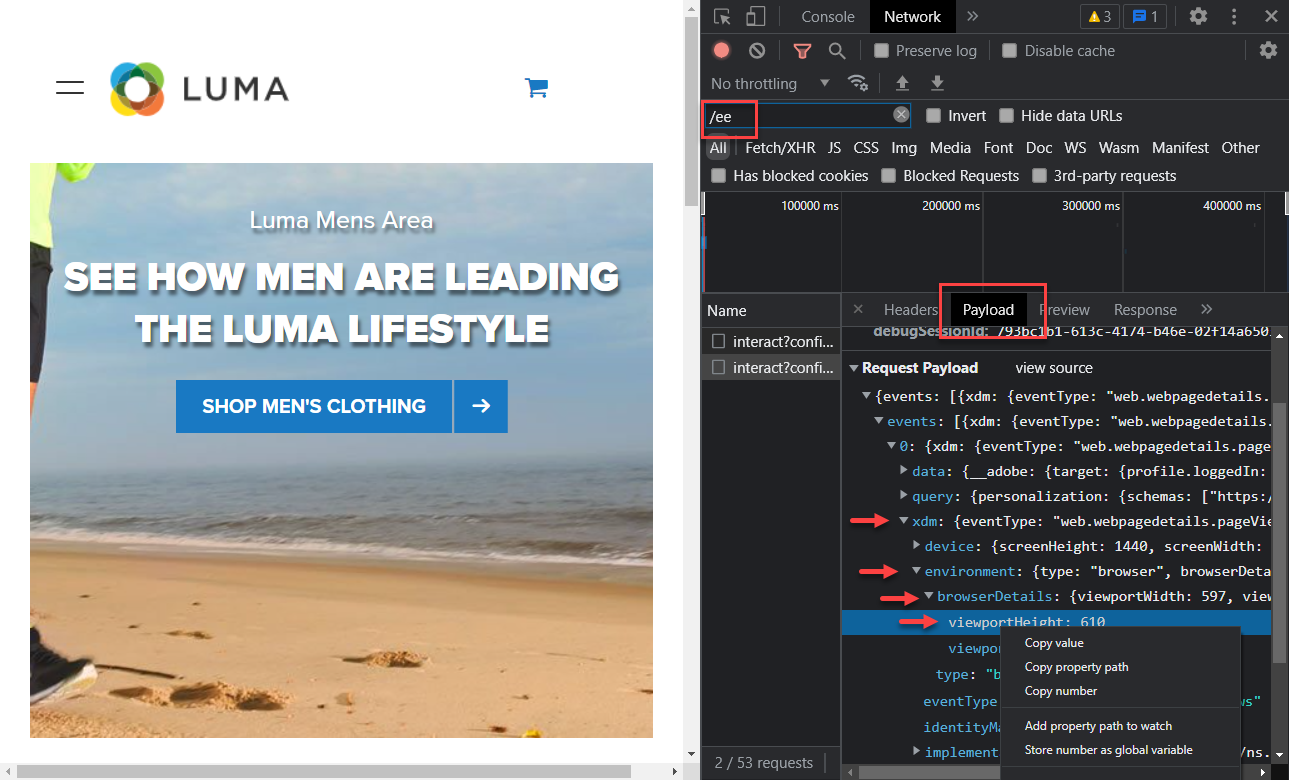 LUMA
Luma Mens Area
SEE HOW MEN ARE LEADING
THE LUMA LIFESTYLE
SHOP MEN'S CLOTHING
Console Network 3 1
Preserve log Disable cache
No throttling
/ee Invert Hide data URLs
All Fetch/XHR JS CSS Img Media Font Doc WS Wasm Manifest Other
Has blocked cookies Blocked Requests 3rd-party requests
100000 ms 200000 ms 300000 ms 400000 ms
Name
interact?confi...
interact?confi...
2 / 53 requests
Headers Payload Preview Response
debugSessionId: 793bc1b1-613c-4174-b46e-02f14a650
Request Payload view source
{events: [{xdm: {eventType: "web.webpagedetails.
events: [{xdm: {eventType: "web.webpagedetails.
0: {xdm: {eventType: "web.webpagedetails.page
data: {__adobe: {target: {profile.loggedIn:
query: {personalization: {schemas: ["https:/
xdm: {eventType: "web.webpagedetails.pageVie
device: {screenHeight: 1440, screenWidth:
environment: {type: "browser", browserDeta
browserDetails: {viewportWidth: 597, view
viewportHeight: 610
viewpor
type: "b
eventType ws"
identityMa
implement /ns.
Copy value
Copy property path
Copy number
Add property path to watch
Store number as global variable